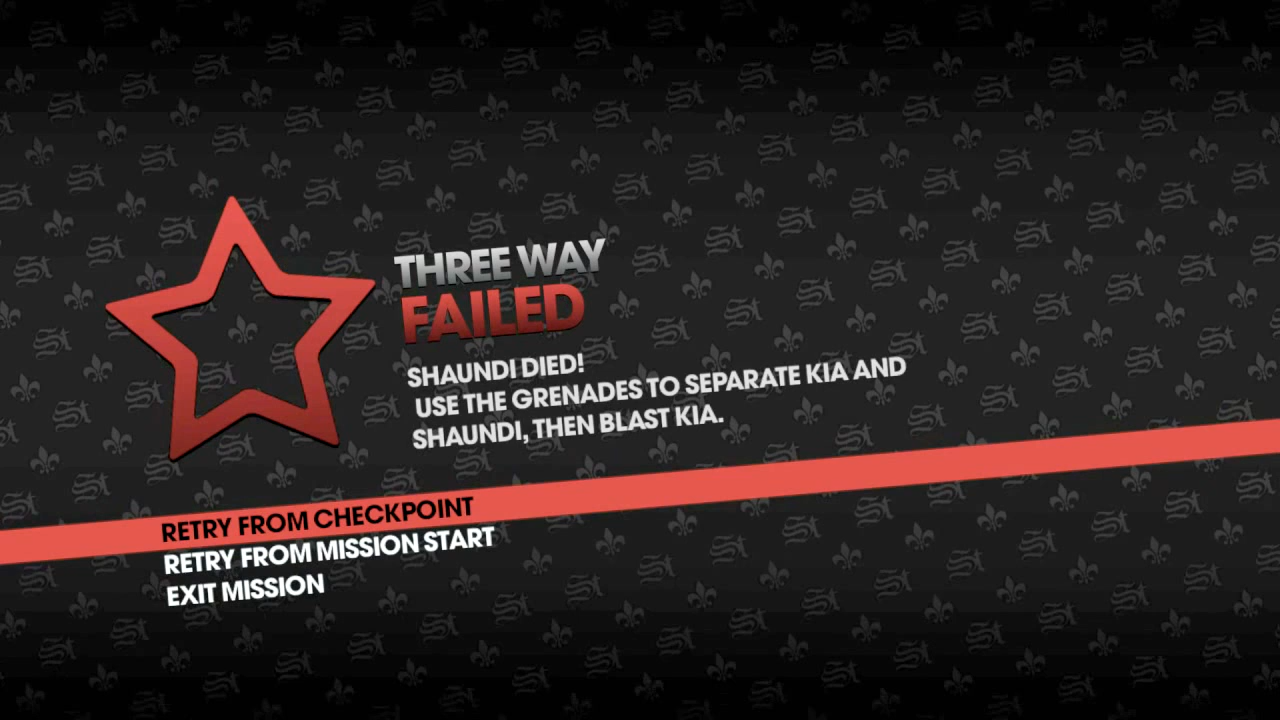 THREE WAY
FAILED
SHAUNDI DIED!
USE THE GRENADES TO SEPARATE KIA AND
SHAUNDI, THEN BLAST KIA.
RETRY FROM CHECKPOINT
RETRY FROM MISSION START
EXIT MISSION